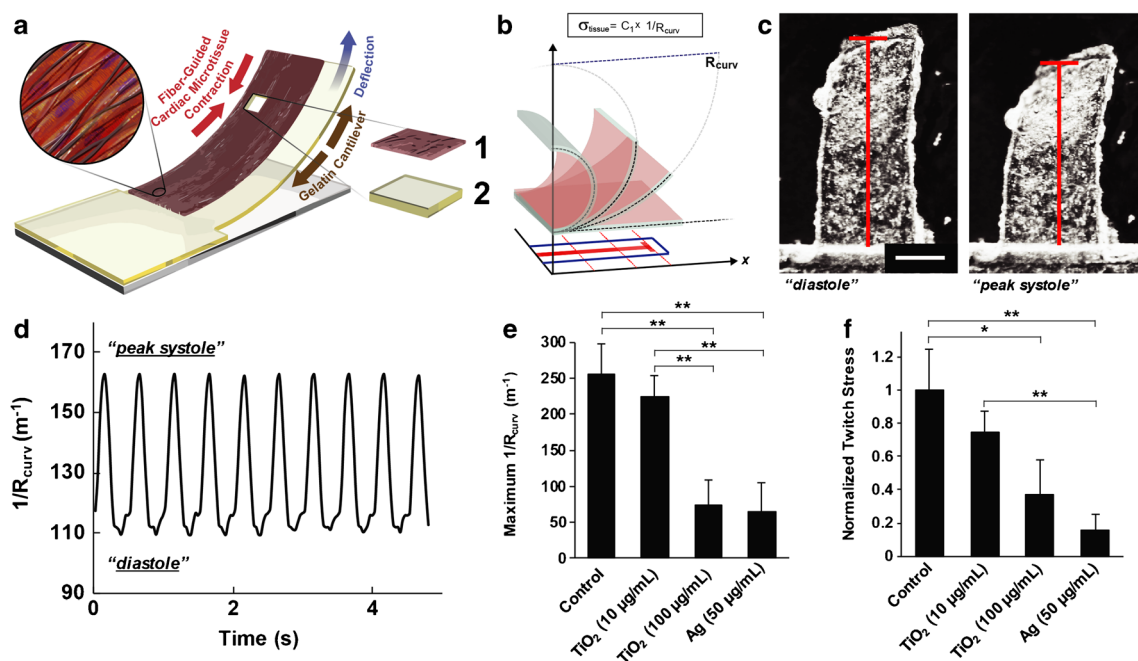 a
Fiber-Guided
Cardiac Microtissue
Contraction
Deflection
Gelatin Cantilever
1
2
b
σtissue= C1 x 1/Rcurv
Rcurv
x
c
"diastole"
"peak systole"
d
1/Rcurv (m-1)
170
150
130
110
90
"peak systole"
"diastole"
0
2
4
Time (s)
e
Maximum 1/Rcurv (m-1)
300
250
200
150
100
50
0
**
**
**
**
Control
TiO2 (10 µg/mL)
TiO2 (100 µg/mL)
Ag (50 µg/mL)
f
Normalized Twitch Stress
1.2
1
0.8
0.6
0.4
0.2
0
**
*
**
Control
TiO2 (10 µg/mL)
TiO2 (100 µg/mL)
Ag (50 µg/mL)